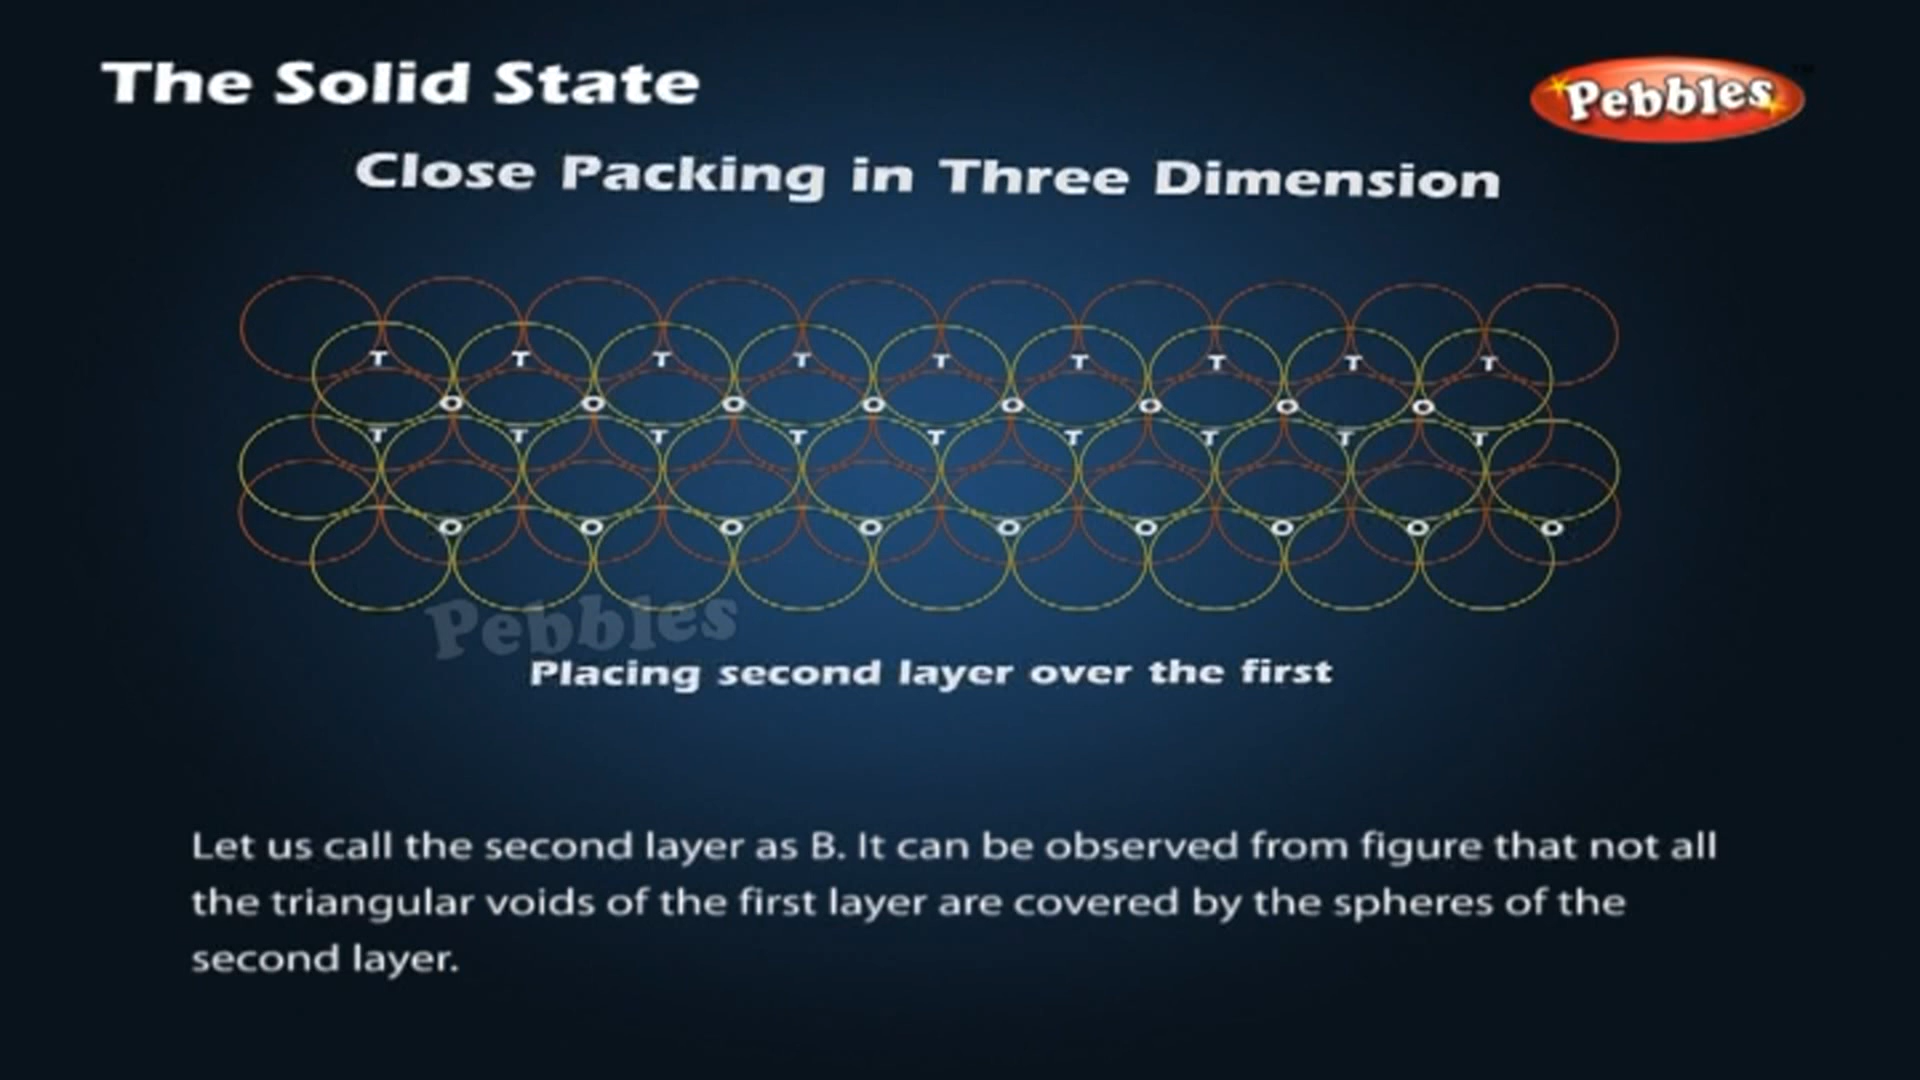 The Solid State
Pebbles
TM
Close Packing in Three Dimension
T T T T T T T T T
O O O O O O O O
T T T T T T T T T
O O O O O O O O O
Pebbles
Placing second layer over the first
Let us call the second layer as B. It can be observed from figure that not all
the triangular voids of the first layer are covered by the spheres of the
second layer.